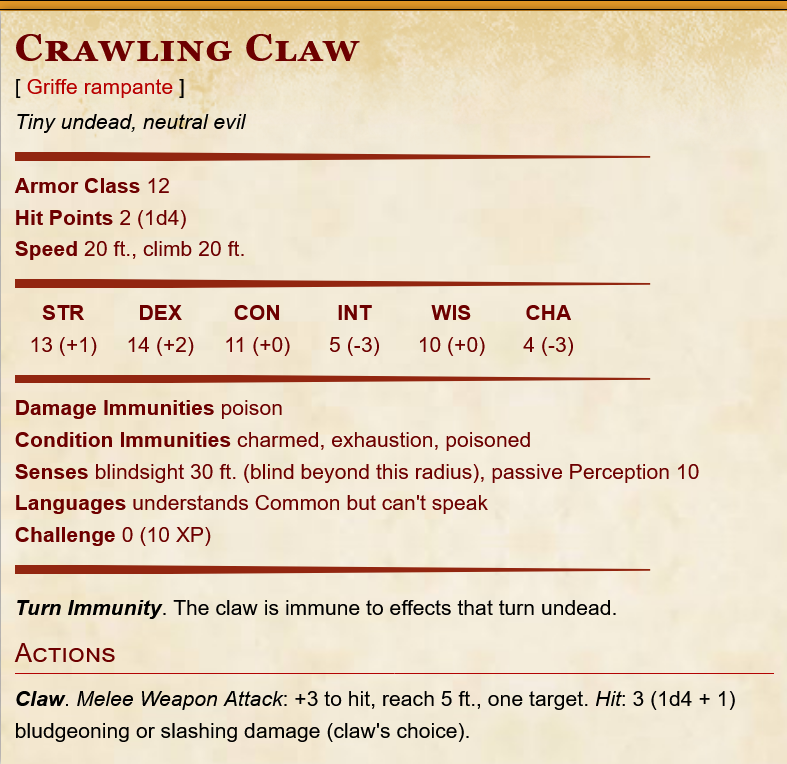 Crawling Claw
[ Griffe rampante ]
Tiny undead, neutral evil
Armor Class 12
Hit Points 2 (1d4)
Speed 20 ft., climb 20 ft.
STR DEX CON INT WIS CHA
13 (+1) 14 (+2) 11 (+0) 5 (-3) 10 (+0) 4 (-3)
Damage Immunities poison
Condition Immunities charmed, exhaustion, poisoned
Senses blindsight 30 ft. (blind beyond this radius), passive Perception 10
Languages understands Common but can't speak
Challenge 0 (10 XP)
Turn Immunity. The claw is immune to effects that turn undead.
Actions
Claw. Melee Weapon Attack: +3 to hit, reach 5 ft., one target. Hit: 3 (1d4 + 1)
bludgeoning or slashing damage (claw's choice).